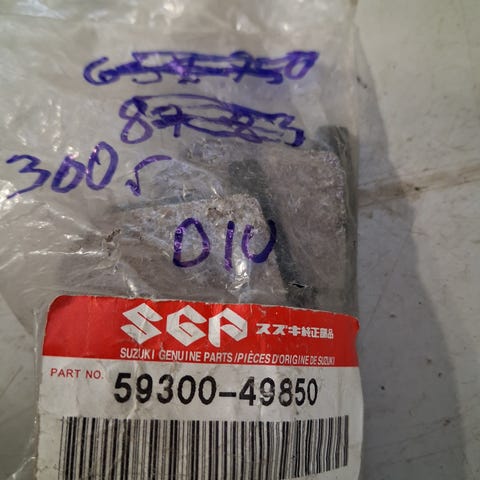 300
010
SGP スズキ純正部品
SUZUKI GENUINE PARTS/PIÈCES D'ORIGINE DE SUZUKI
PART NO. 59300-49850